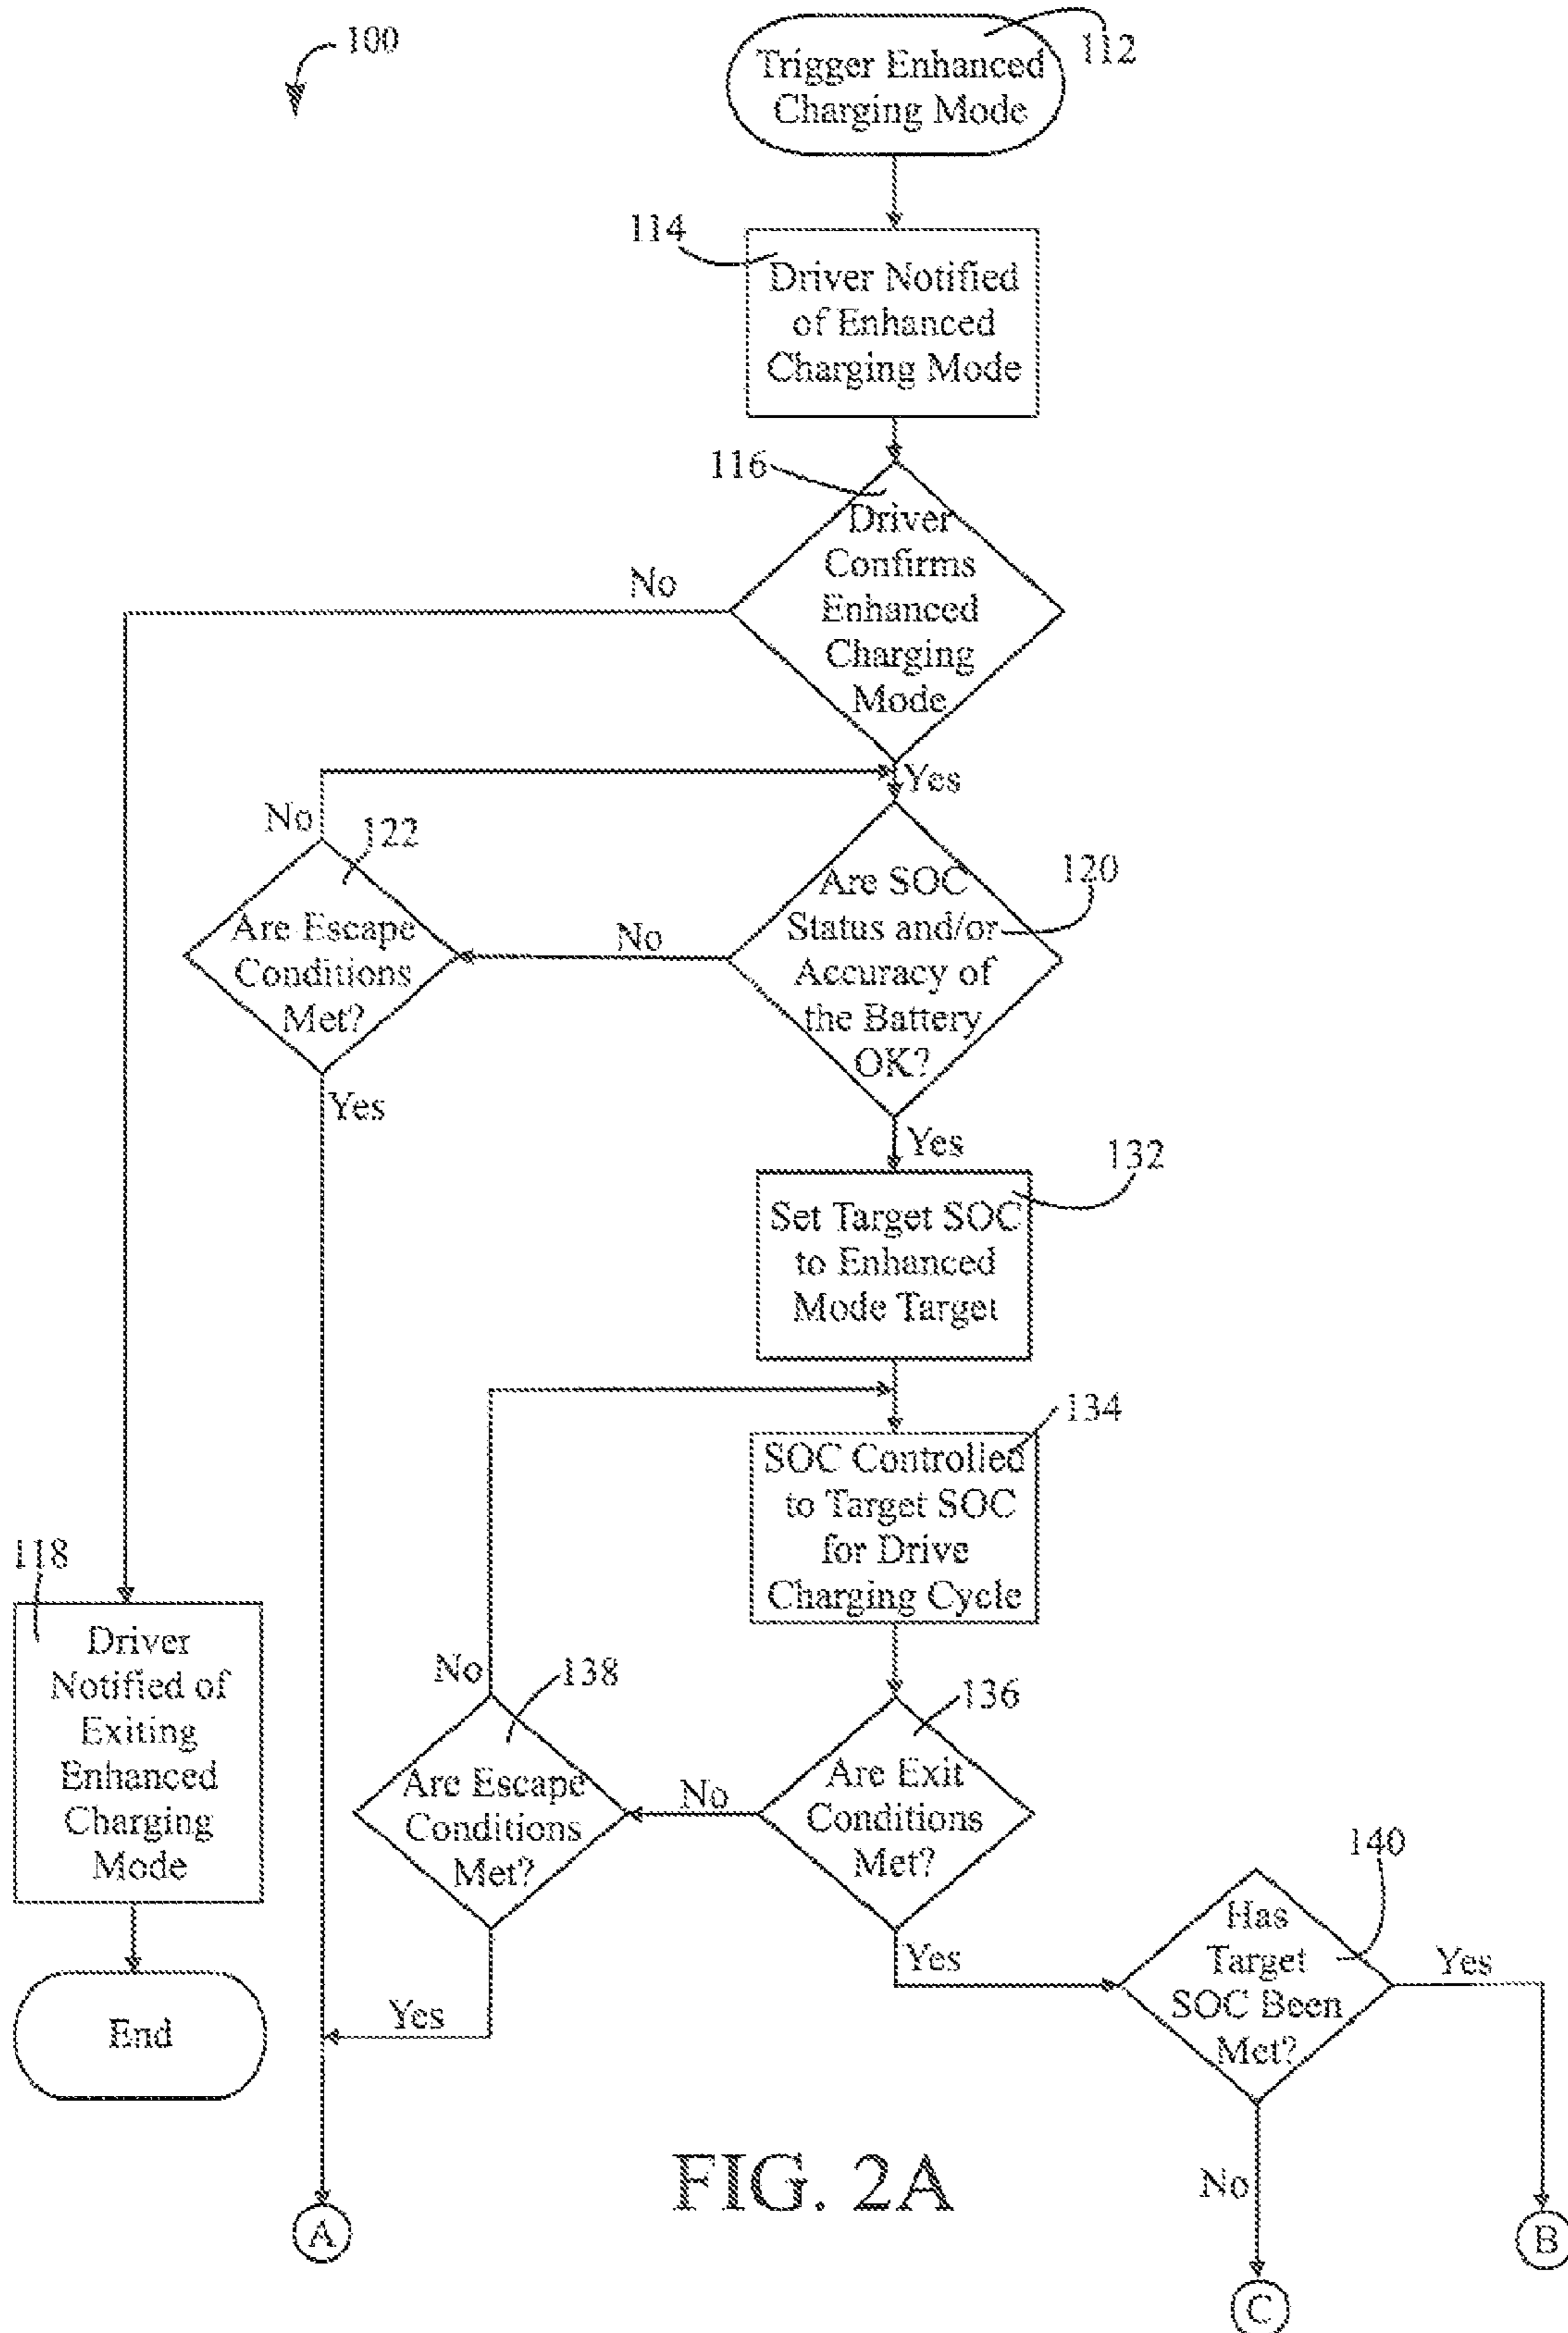 100
112
Trigger Enhanced
Charging Mode
114
Driver Notified
of Enhanced
Charging Mode
116
Driver
Confirms
Enhanced
Charging
Mode
No
Yes
No
122
Are Escape
Conditions
Met?
No
120
Are SOC
Status and/or
Accuracy of
the Battery
OK?
Yes
Yes
132
Set Target SOC
to Enhanced
Mode Target
134
SOC Controlled
to Target SOC
for Drive
Charging Cycle
118
Driver
Notified of
Exiting
Enhanced
Charging
Mode
No
138
Are Escape
Conditions
Met?
No
136
Are Exit
Conditions
Met?
140
Has
Target
SOC Been
Met?
Yes
Yes
Yes
End
No
FIG. 2A
A
B
C